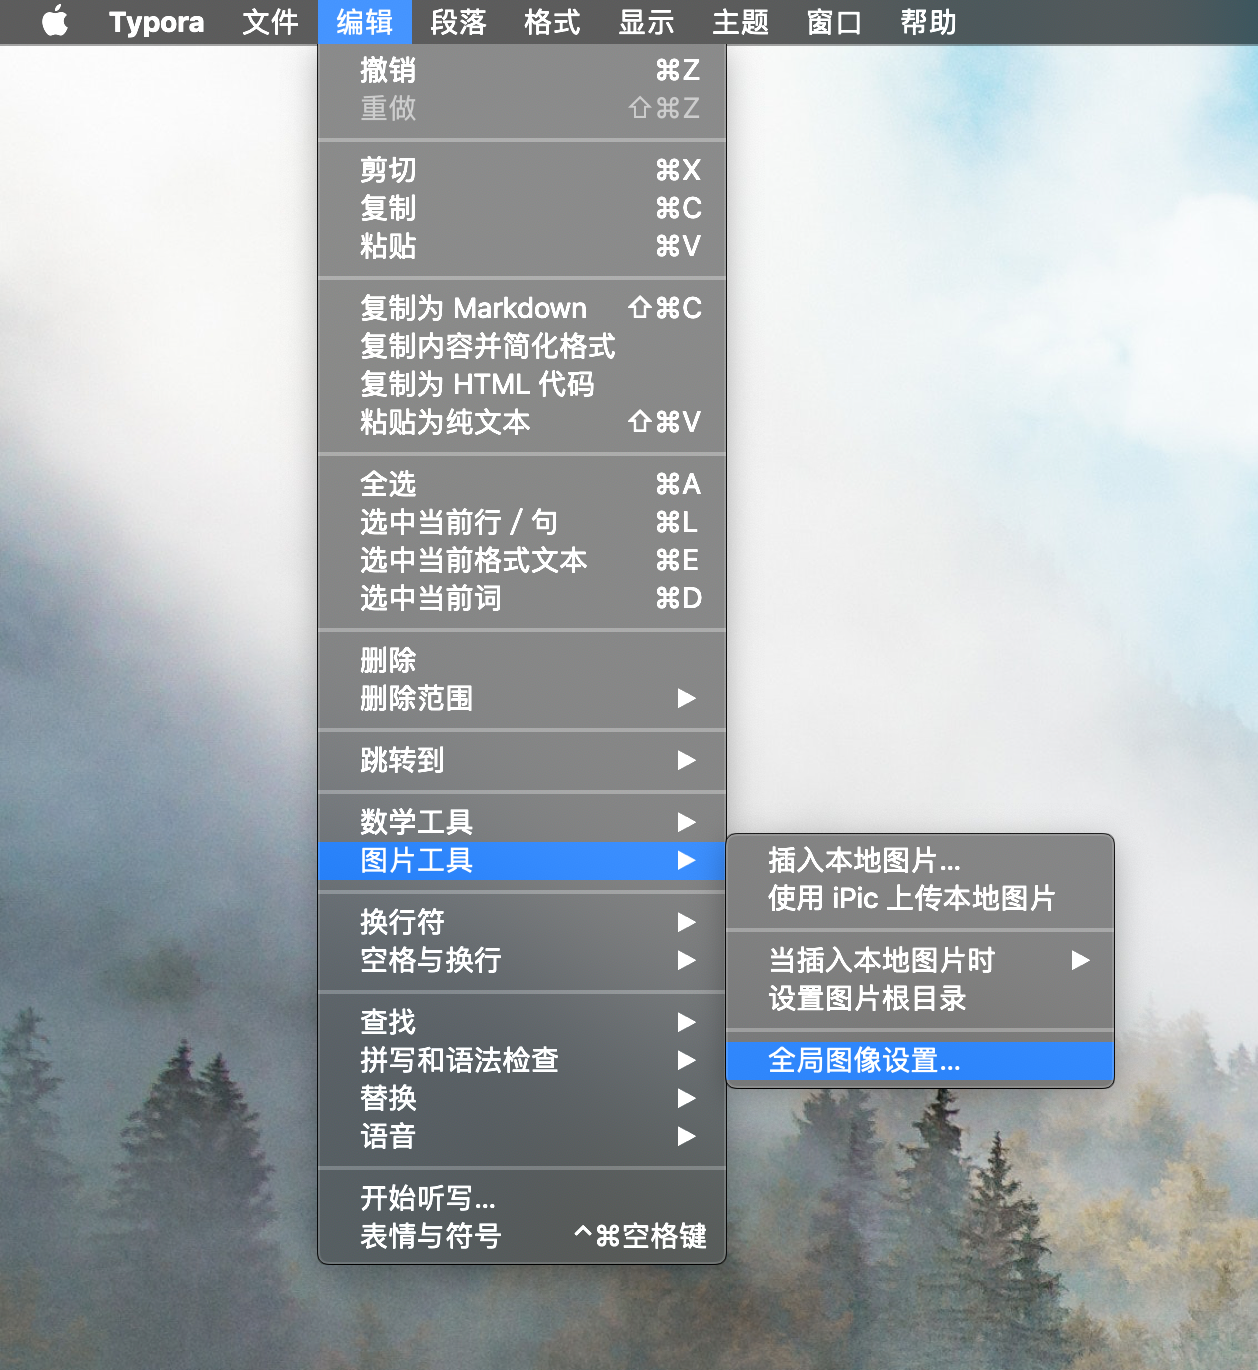 Typora 文件 编辑 段落 格式 显示 主题 窗口 帮助
撤销 ⌘Z
重做 ⇧⌘Z
剪切 ⌘X
复制 ⌘C
粘贴 ⌘V
复制为 Markdown ⇧⌘C
复制内容并简化格式
复制为 HTML 代码
粘贴为纯文本 ⇧⌘V
全选 ⌘A
选中当前行 / 句 ⌘L
选中当前格式文本 ⌘E
选中当前词 ⌘D
删除
删除范围
跳转到
数学工具
图片工具
换行符
空格与换行
查找
拼写和语法检查
替换
语音
开始听写...
表情与符号 ^⌘空格键
插入本地图片...
使用 iPic 上传本地图片
当插入本地图片时
设置图片根目录
全局图像设置...